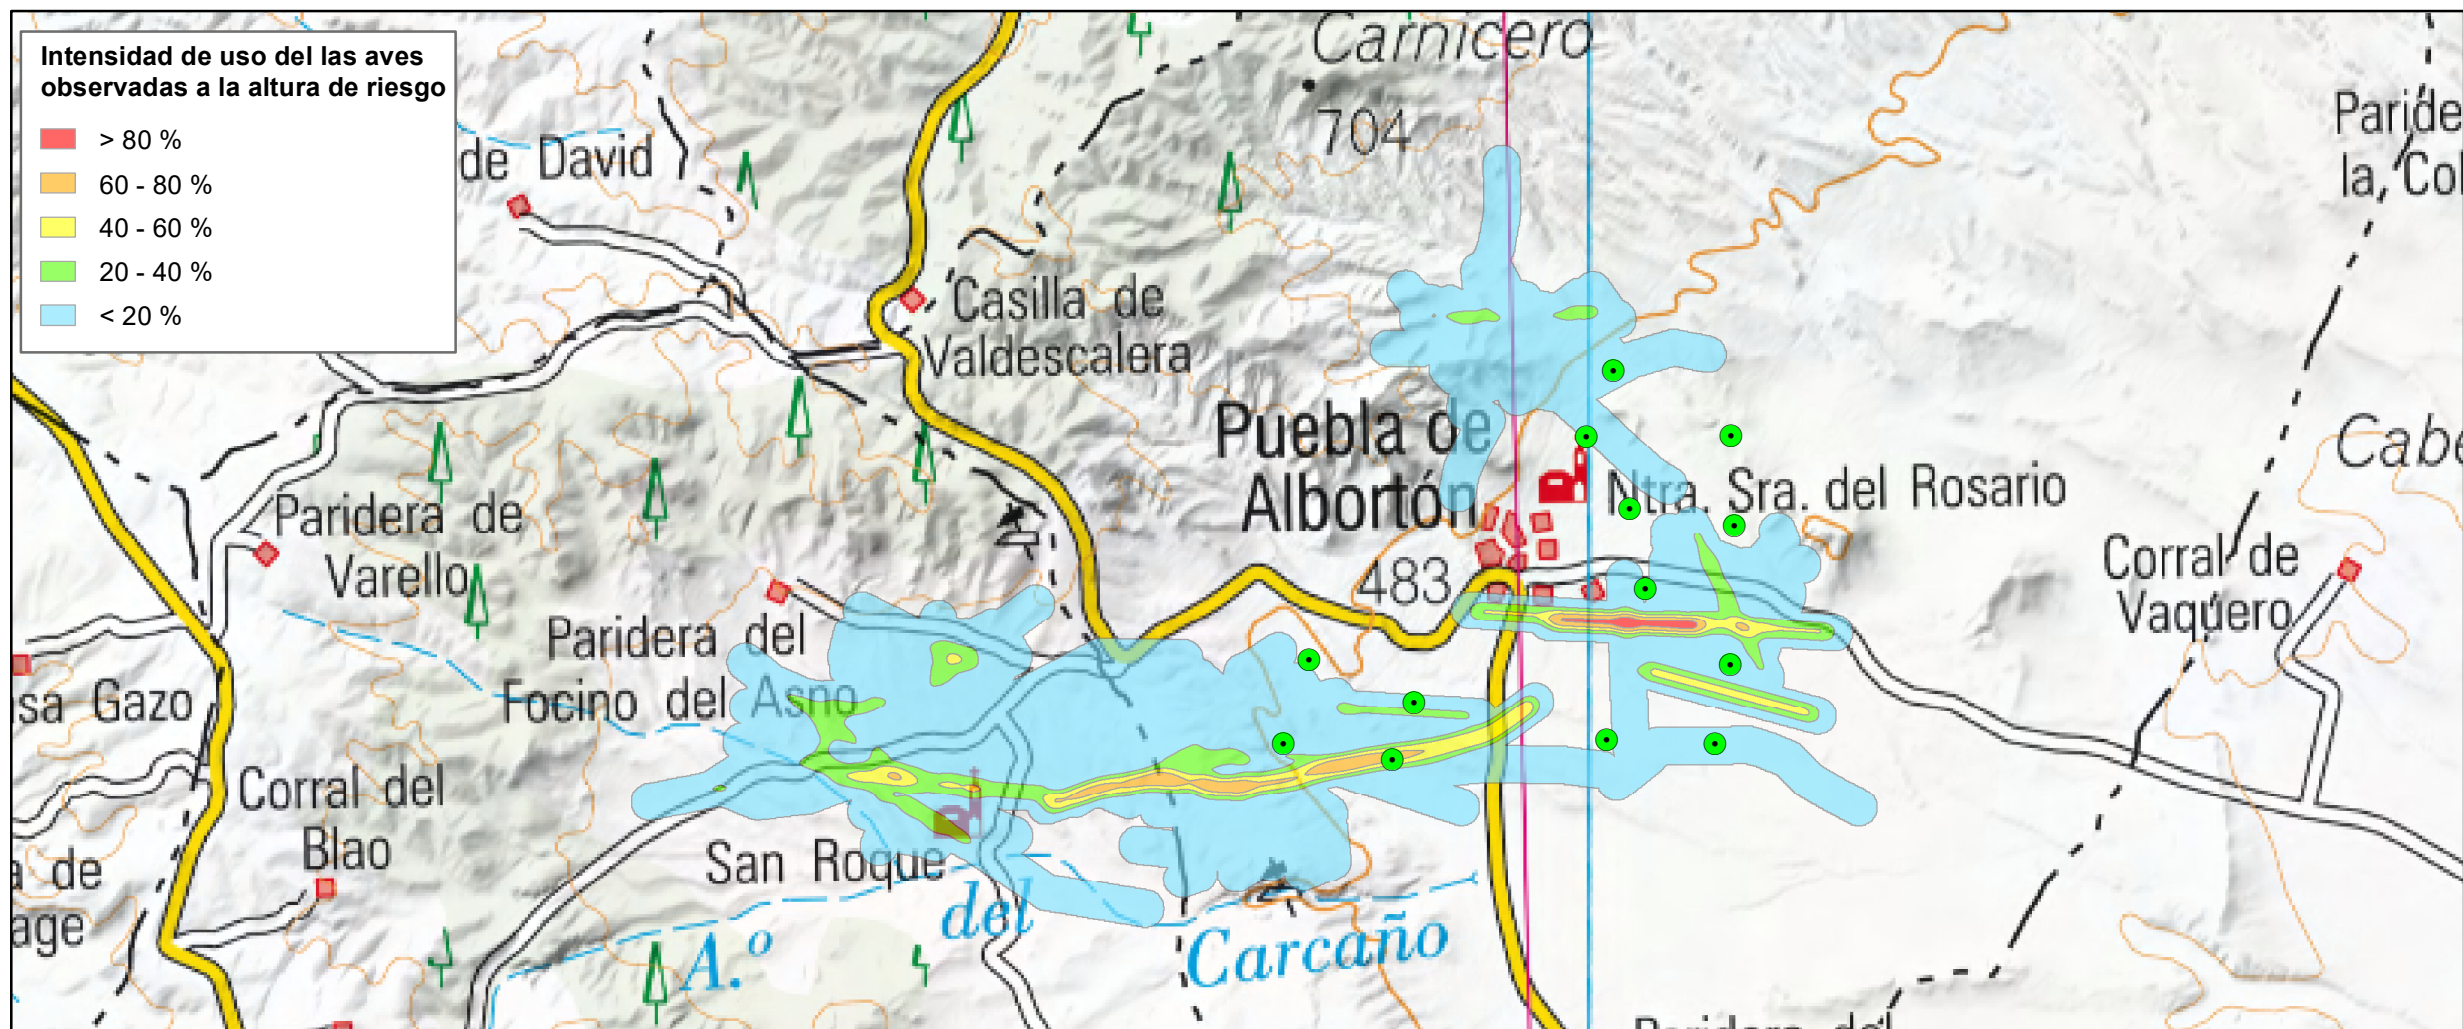 Intensidad de uso del las aves
observadas a la altura de riesgo
> 80 %
60 - 80 %
40 - 60 %
20 - 40 %
< 20 %
Carnicero
704
de David
Casilla de
Valdescalera
Puebla de
Albortón
483
Ntra. Sra. del Rosario
Corral de
Vaquero
Paridera de
Varello
Paridera del
Focino del Asno
Gazo
Corral del
Blao
San Roque
de
A.º
del
Carcaño